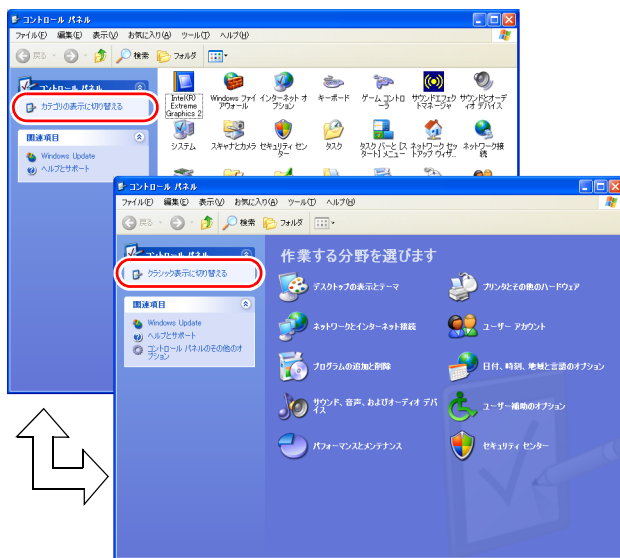 コントロール パネル
ファイル(F) 編集(E) 表示(V) お気に入り(A) ツール(T) ヘルプ(H)
戻る 検索 フォルダ
コントロール パネル
カテゴリの表示に切り替える
関連項目
Windows Update
ヘルプとサポート
Intel(R)
Extreme
Graphics 2
Windows ファイ
アウォール
インターネット オ
プション
キーボード
ゲーム コントロ
ーラ
サウンドエフェク
トマネージャ
サウンドとオーデ
ィオ デバイス
システム
スキャナとカメラ
セキュリティ セン
ター
タスク
タスク バーと [ス
タート] メニュー
ネットワーク セッ
トアップ ウィザ...
ネットワーク接
続
コントロール パネル
ファイル(F) 編集(E) 表示(V) お気に入り(A) ツール(T) ヘルプ(H)
戻る 検索 フォルダ
コントロール パネル
クラシック表示に切り替える
関連項目
Windows Update
ヘルプとサポート
コントロール パネルのその他のオ
プション
作業する分野を選びます
デスクトップの表示とテーマ
プリンタとその他のハードウェア
ネットワークとインターネット接続
ユーザー アカウント
プログラムの追加と削除
日付、時刻、地域と言語のオプション
サウンド、音声、およびオーディオ デバ
イス
ユーザー補助のオプション
パフォーマンスとメンテナンス
セキュリティ センター